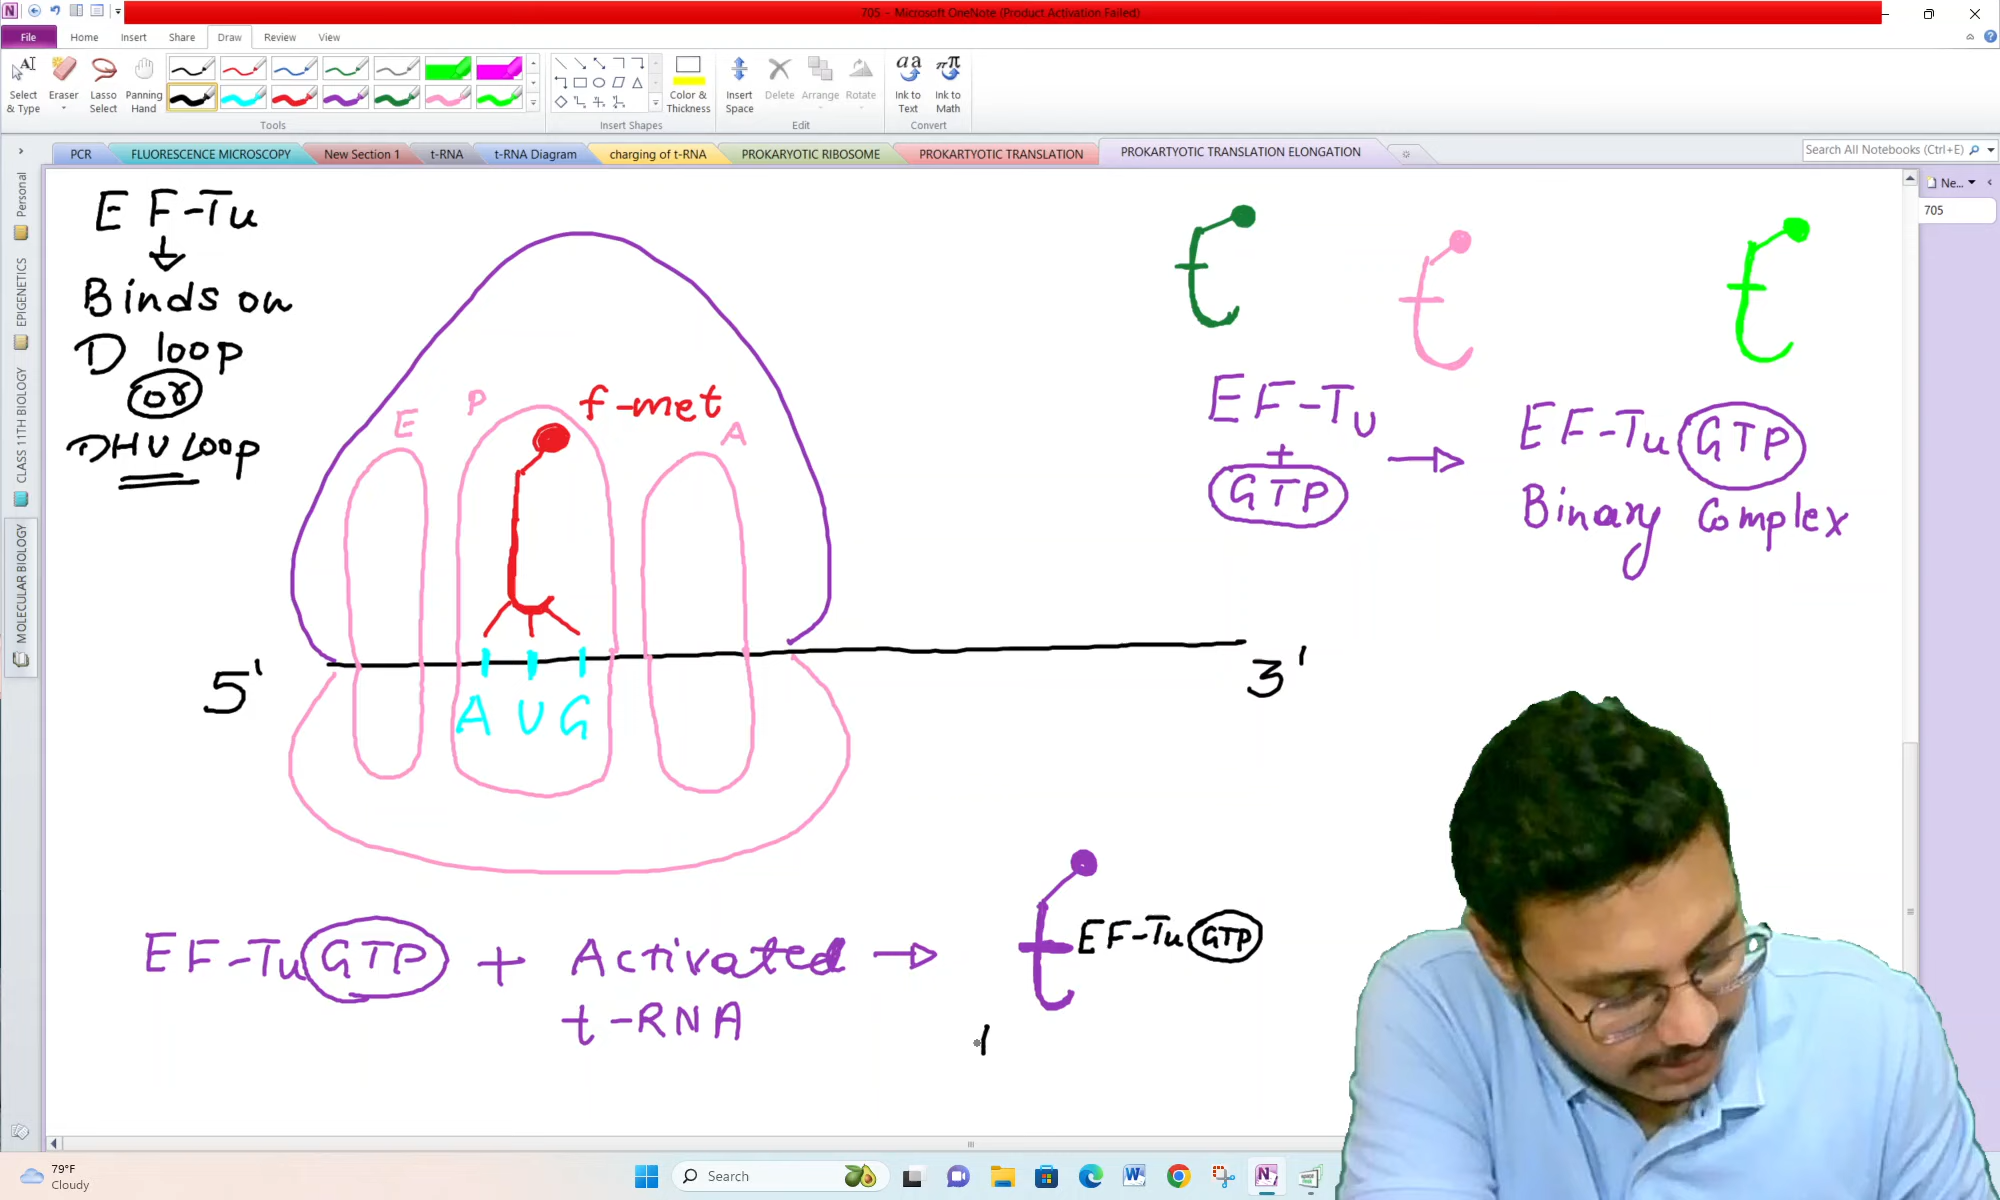 705 - Microsoft OneNote (Product Activation Failed)
File Home Insert Share Draw Review View
Select & Type
Eraser
Lasso Select
Panning Hand
Tools
Insert Shapes
Color & Thickness
Insert Space
Delete
Arrange
Rotate
Edit
Ink to Text
Ink to Math
Convert
PCR
FLUORESCENCE MICROSCOPY
New Section 1
t-RNA
t-RNA Diagram
charging of t-RNA
PROKARYOTIC RIBOSOME
PROKARTYOTIC TRANSLATION
PROKARTYOTIC TRANSLATION ELONGATION
Search All Notebooks (Ctrl+E)
Ne...
705
Personal
EPIGENETICS
CLASS 11TH BIOLOGY
MOLECULAR BIOLOGY
EF-Tu
Binds on
D loop
or
DHU loop
E P f-met A
A U G
5' 3'
EF-Tu
+
GTP
EF-Tu GTP
Binary Complex
EF-Tu GTP + Activated
t-RNA
EF-Tu GTP
79°F
Cloudy
Search